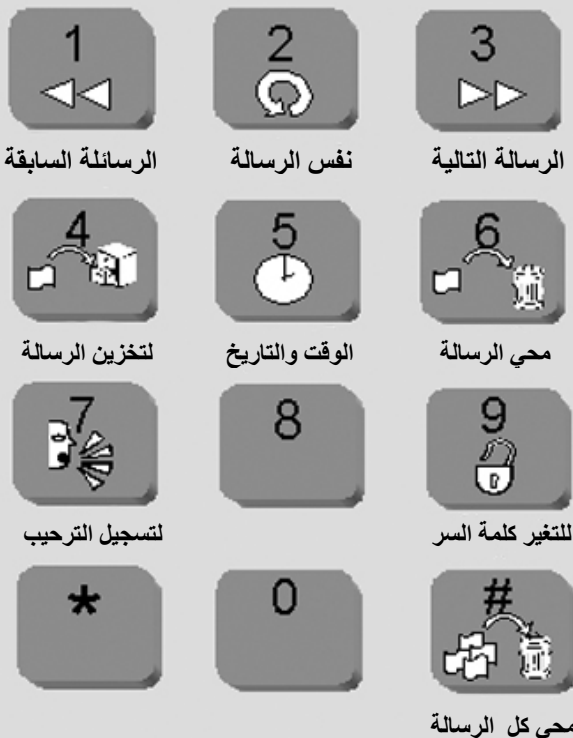 1 2 3
الرسائلة السابقة نفس الرسالة الرسالة التالية
4 5 6
لتخزين الرسالة الوقت والتاريخ محي الرسالة
7 8 9
لتسجيل الترحيب للتغير كلمة السر
* 0 #
محي كل الرسالة